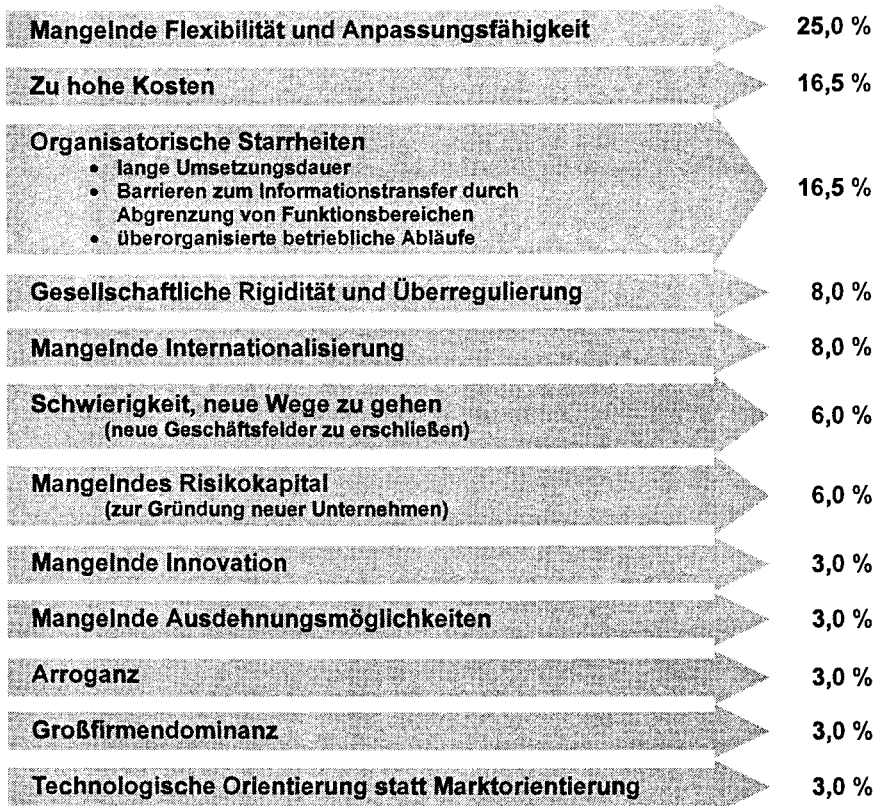 Mangelnde Flexibilität und Anpassungsfähigkeit 25,0 %
Zu hohe Kosten 16,5 %
Organisatorische Starrheiten
• lange Umsetzungsdauer
• Barrieren zum Informationstransfer durch
Abgrenzung von Funktionsbereichen 16,5 %
• überorganisierte betriebliche Abläufe
Gesellschaftliche Rigidität und Überregulierung 8,0 %
Mangelnde Internationalisierung 8,0 %
Schwierigkeit, neue Wege zu gehen 6,0 %
(neue Geschäftsfelder zu erschließen)
Mangelndes Risikokapital 6,0 %
(zur Gründung neuer Unternehmen)
Mangelnde Innovation 3,0 %
Mangelnde Ausdehnungsmöglichkeiten 3,0 %
Arroganz 3,0 %
Großfirmendominanz 3,0 %
Technologische Orientierung statt Marktorientierung 3,0 %